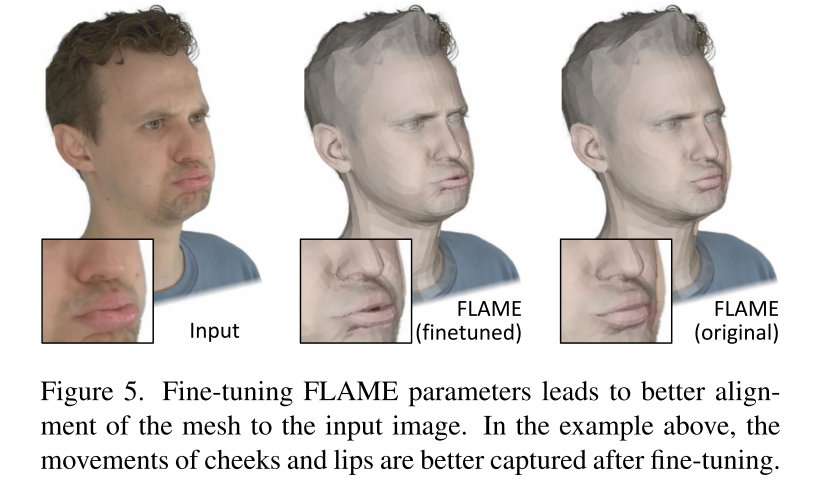 Input
FLAME
(finetuned)
FLAME
(original)
Figure 5. Fine-tuning FLAME parameters leads to better align-
ment of the mesh to the input image. In the example above, the
movements of cheeks and lips are better captured after fine-tuning.